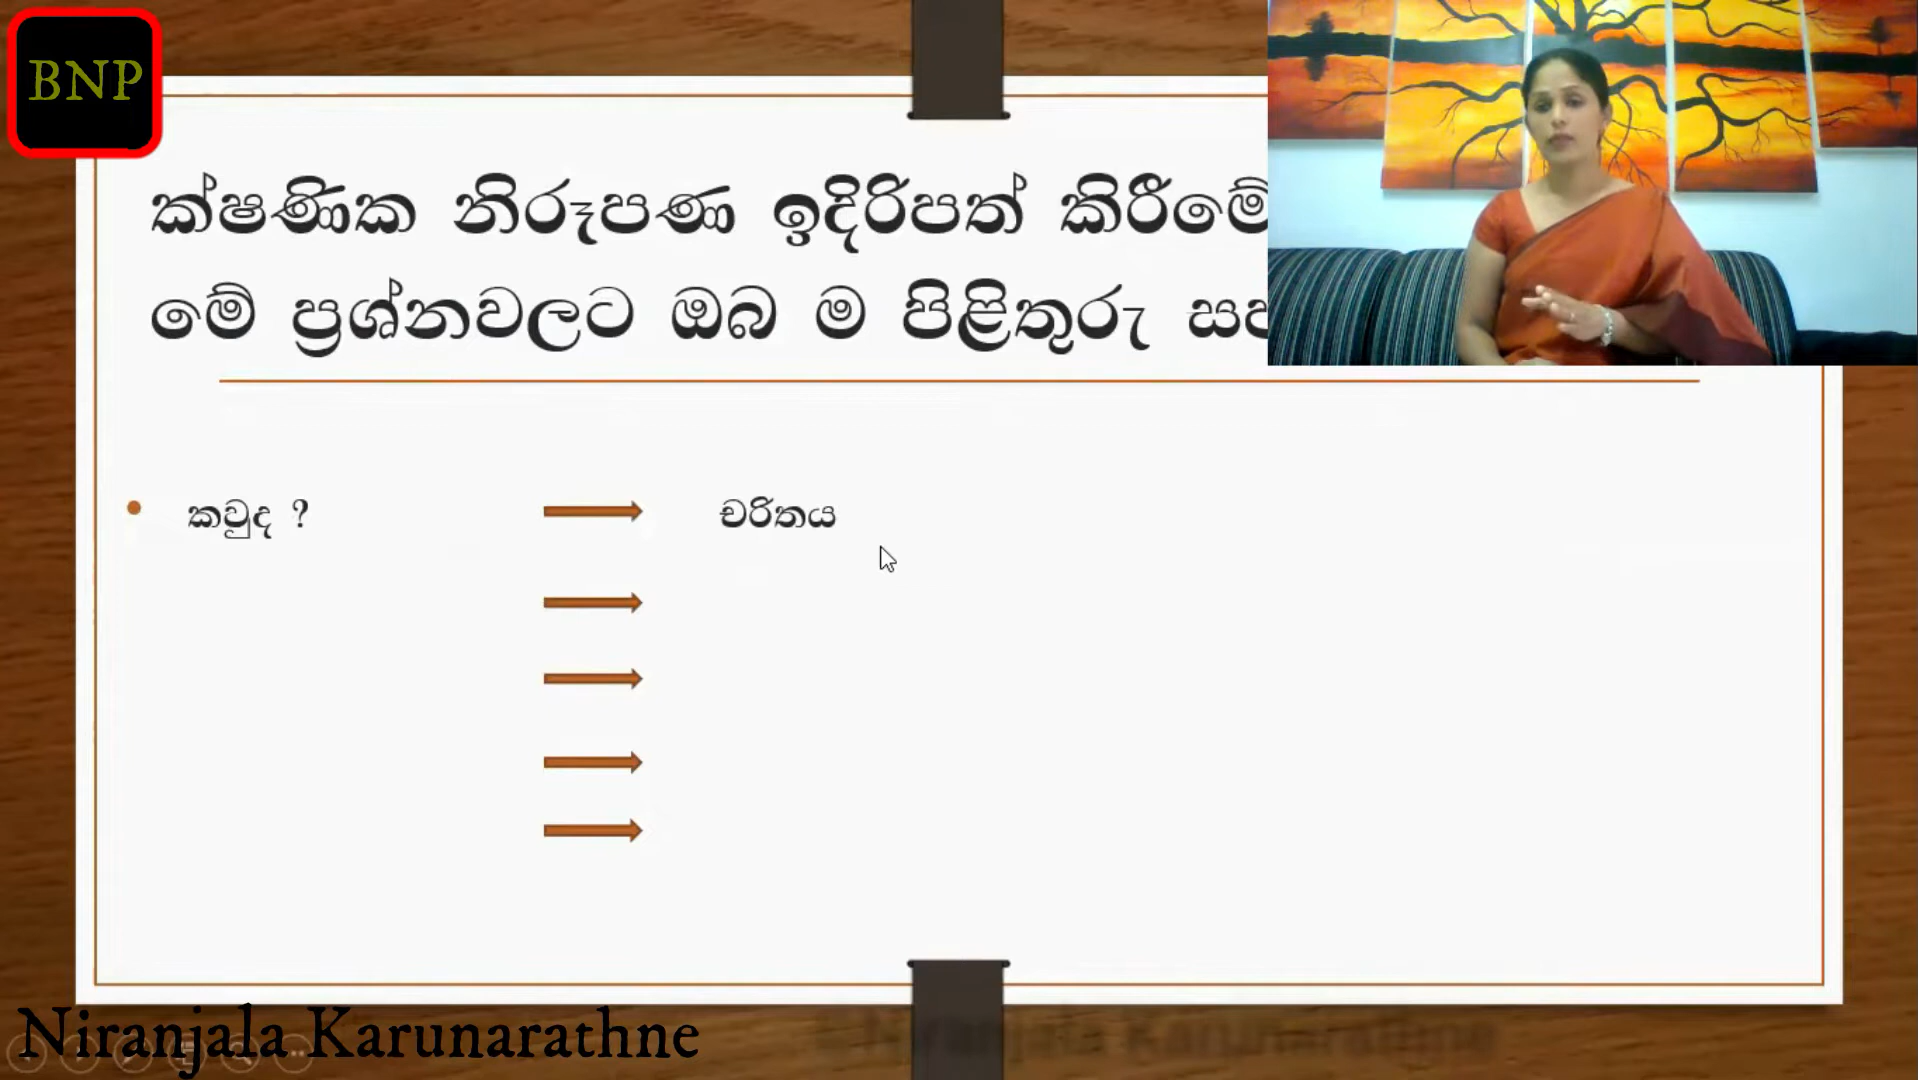 BNP
ක්ෂණික නිරූපණ ඉදිරිපත් කිරීමේ
මේ ප්‍රශ්නවලට ඔබ ම පිළිතුරු
කවුද ?
චරිතය
Niranjala Karunarathne